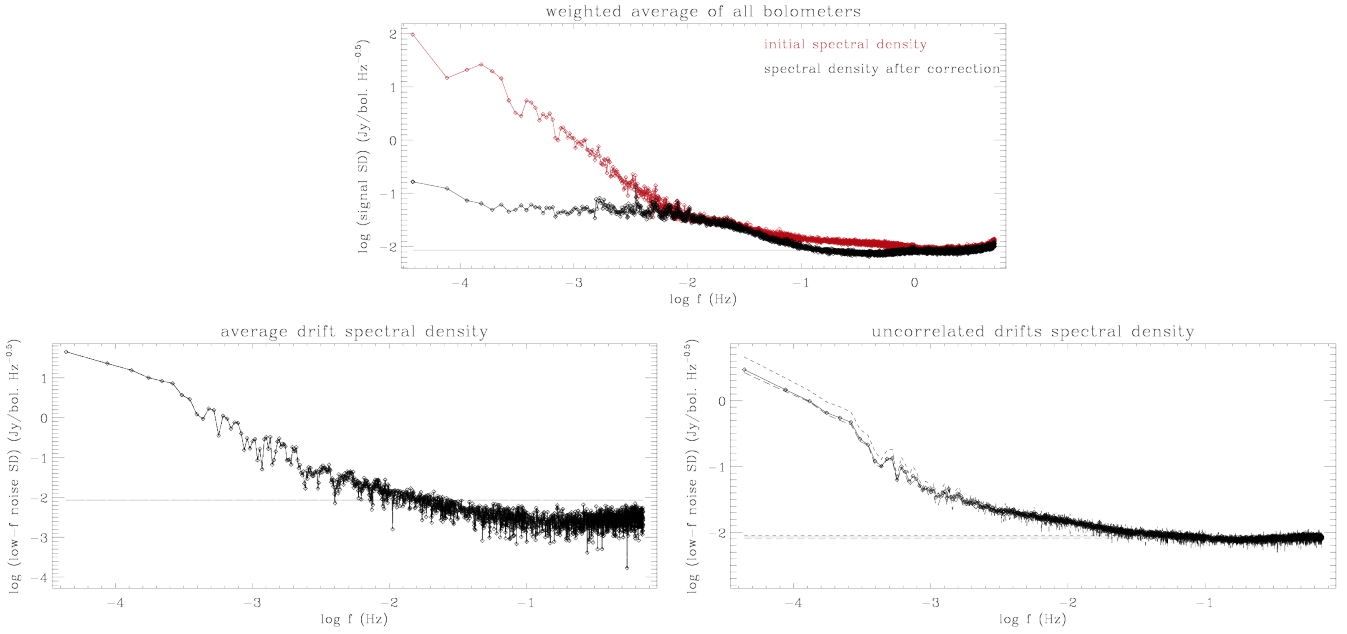 weighted average of all bolometers
log (signal SD) (Jy/bol. Hz^-0.5)
2
1
0
-1
-2
initial spectral density
spectral density after correction
-4 -3 -2 -1 0
log f (Hz)
average drift spectral density
log (low-f noise SD) (Jy/bol. Hz^-0.5)
1
0
-1
-2
-3
-4
-4 -3 -2 -1
log f (Hz)
uncorrelated drifts spectral density
log (low-f noise SD) (Jy/bol. Hz^-0.5)
0
-1
-2
-4 -3 -2 -1
log f (Hz)